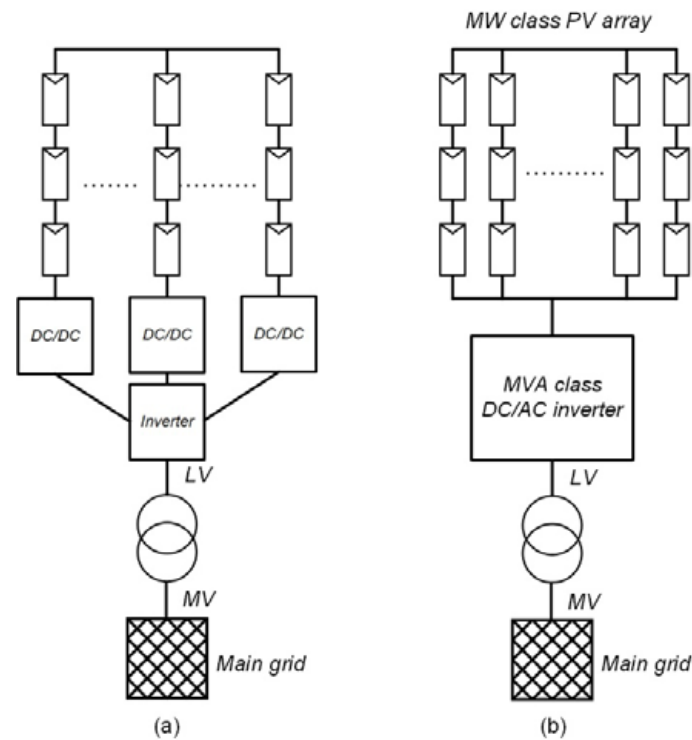 MW class PV array
DC/DC
DC/DC
DC/DC
Inverter
LV
MV
Main grid
(a)
MVA class
DC/AC inverter
LV
MV
Main grid
(b)